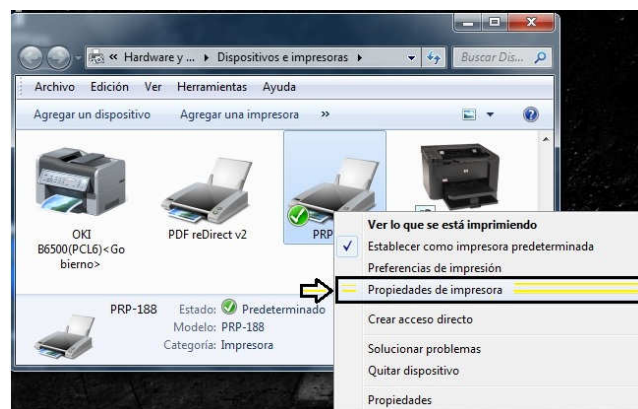 « Hardware y ... ▸ Dispositivos e impresoras ▸
Buscar Dis...
Archivo Edición Ver Herramientas Ayuda
Agregar un dispositivo Agregar una impresora »
OKI
B6500(PCL6)<Go
bierno>
PDF reDirect v2
PRP
Ver lo que se está imprimiendo
Establecer como impresora predeterminada
Preferencias de impresión
Propiedades de impresora
Crear acceso directo
Solucionar problemas
Quitar dispositivo
Propiedades
PRP-188 Estado: Predeterminado
Modelo: PRP-188
Categoría: Impresora